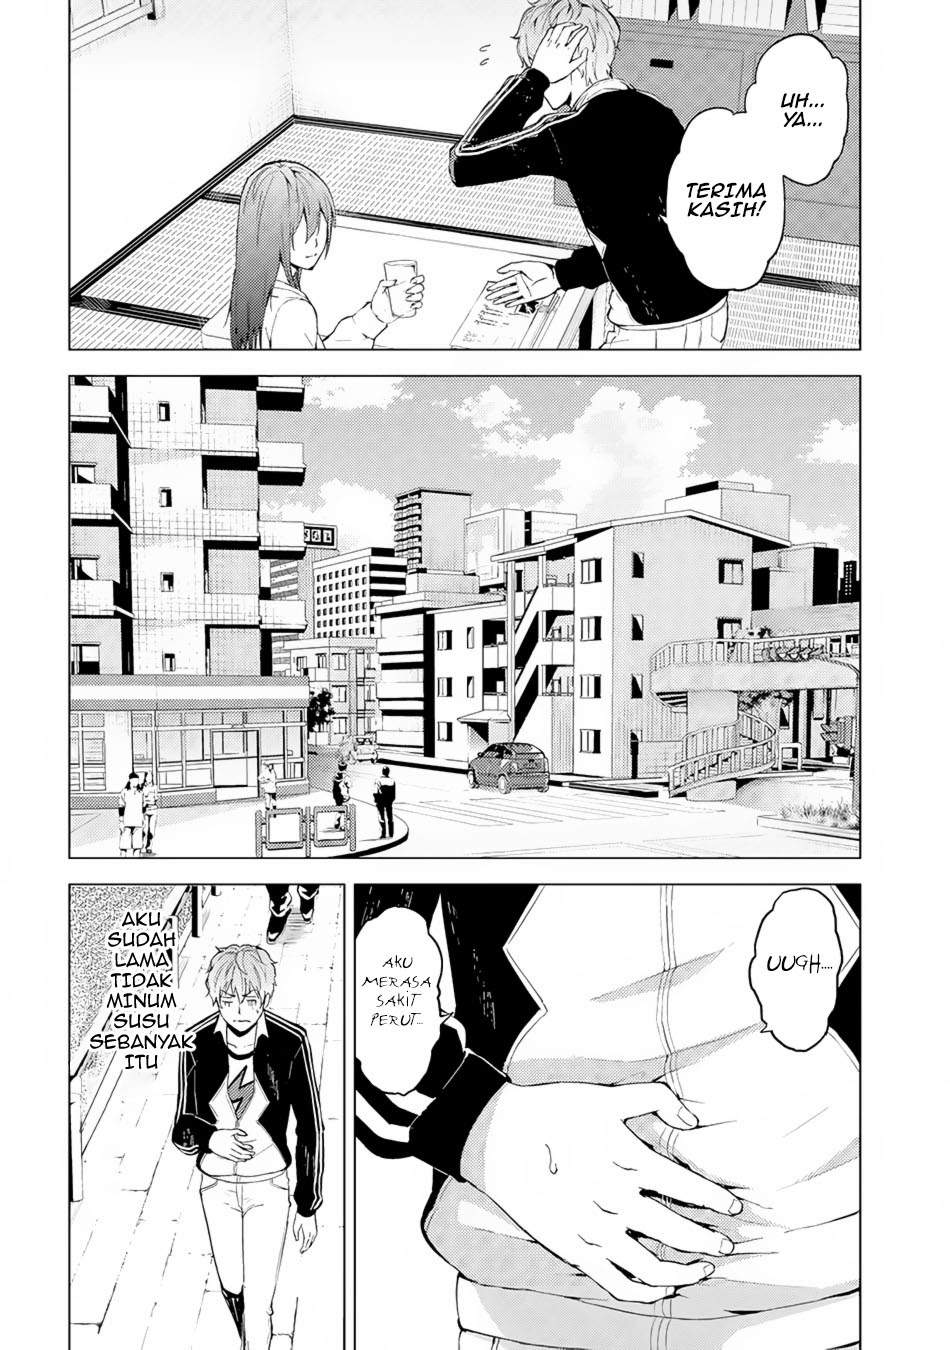 UH...
YA...
TERIMA
KASIH!
UUGH....
AKU
MERASA
SAKIT
PERUT...
AKU
SUDAH
LAMA
TIDAK
MINUM
SUSU
SEBANYAK
ITU